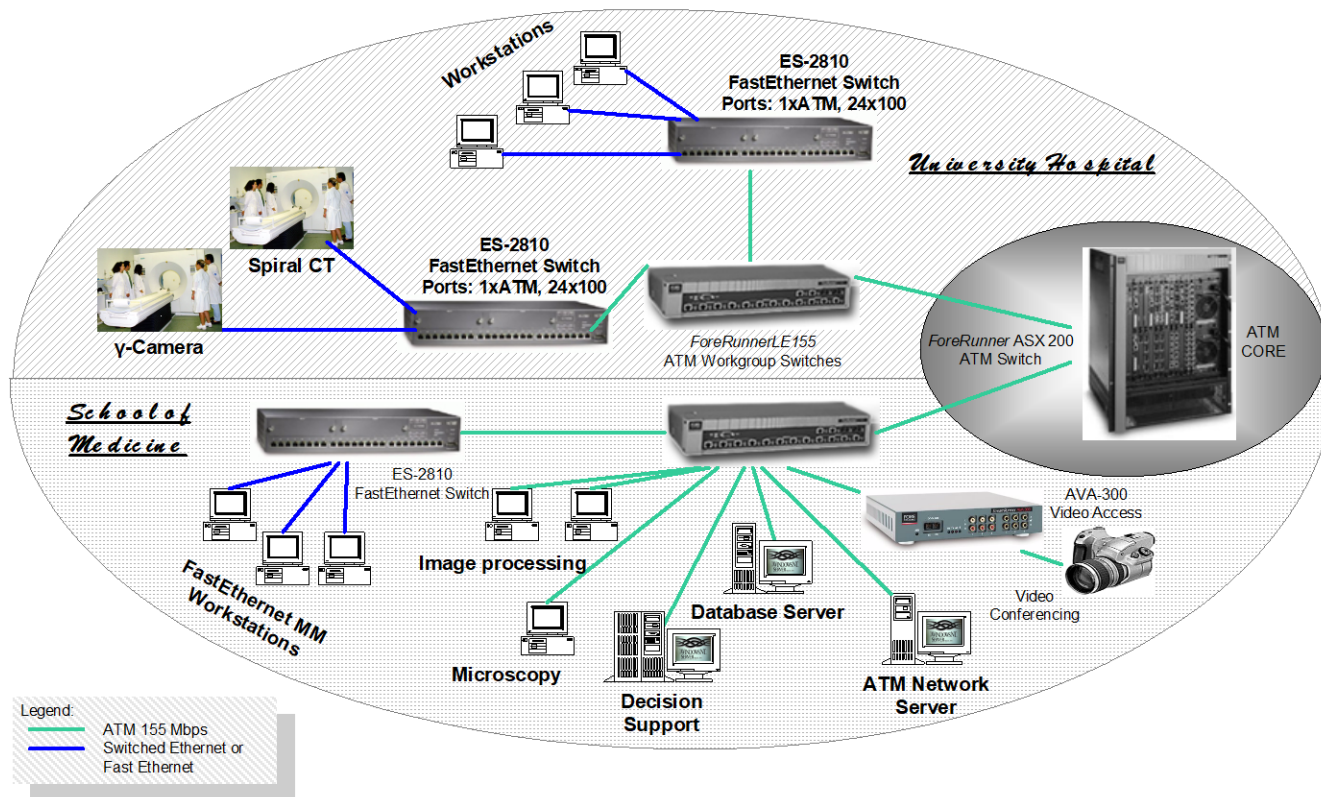 Workstations
ES-2810
FastEthernet Switch
Ports: 1xATM, 24x100
University Hospital
Spiral CT
ES-2810
FastEthernet Switch
Ports: 1xATM, 24x100
γ-Camera
ForeRunnerLE155
ATM Workgroup Switches
ForeRunner ASX 200
ATM Switch
ATM
CORE
School of
Medicine
ES-2810
FastEthernet Switch
FastEthernet MM
Workstations
Image processing
Microscopy
Decision
Support
Database Server
ATM Network
Server
AVA-300
Video Access
Video
Conferencing
Legend:
ATM 155 Mbps
Switched Ethernet or
Fast Ethernet